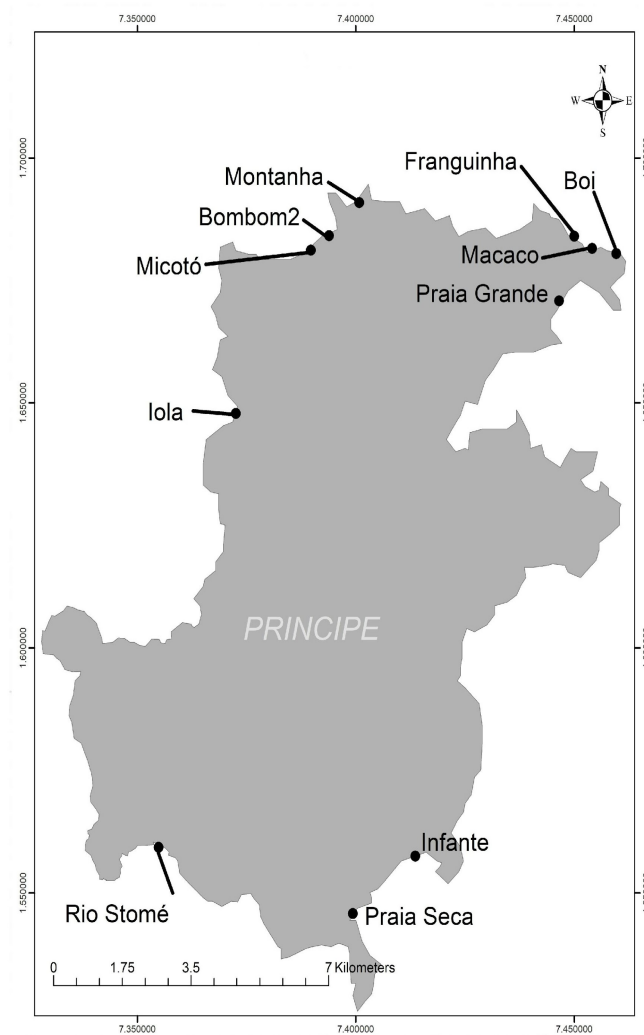 7.350000 7.400000 7.450000
N
W E
S
1.700000
Franguinha
Boi
Montanha
Bombom2
Macaco
Micotó
Praia Grande
1.650000
Iola
PRINCIPE
1.600000
Infante
1.550000
Rio Stomé
Praia Seca
0 1.75 3.5 7 Kilometers
7.350000 7.400000 7.450000